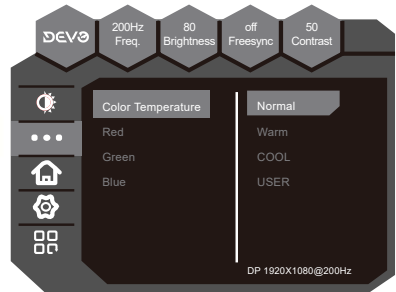 DEVO
200Hz
Freq.
80
Brightness
off
Freesync
50
Contrast
Color Temperature
Normal
Red
Warm
Green
COOL
Blue
USER
DP 1920X1080@200Hz